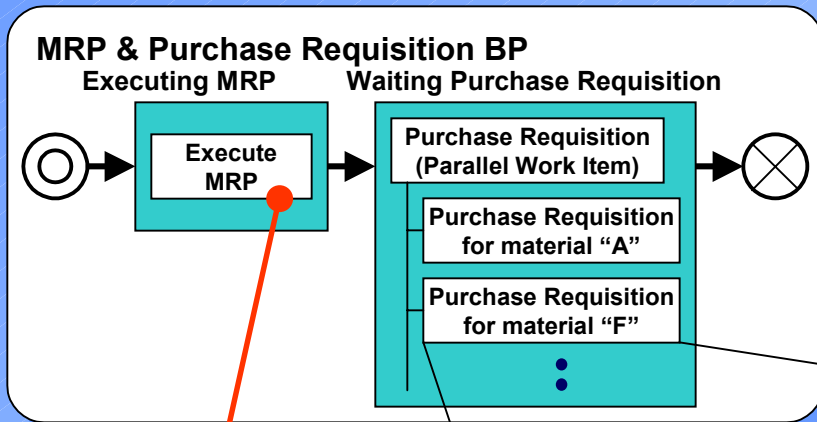 MRP & Purchase Requisition BP
Executing MRP
Waiting Purchase Requisition
Execute
MRP
Purchase Requisition
(Parallel Work Item)
Purchase Requisition
for material “A”
Purchase Requisition
for material “F”